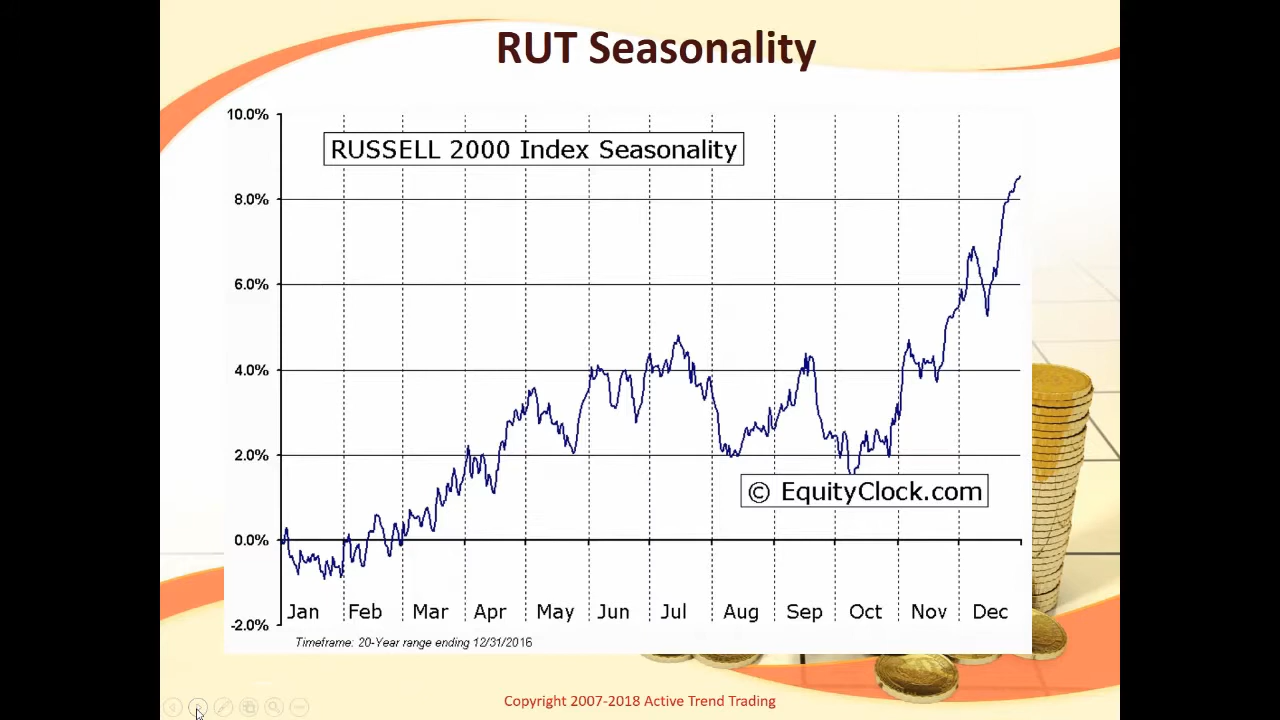 RUT Seasonality
RUSSELL 2000 Index Seasonality
10.0%
8.0%
6.0%
4.0%
2.0%
0.0%
-2.0%
© EquityClock.com
Jan Feb Mar Apr May Jun Jul Aug Sep Oct Nov Dec
Timeframe: 20-Year range ending 12/31/2016
Copyright 2007-2018 Active Trend Trading